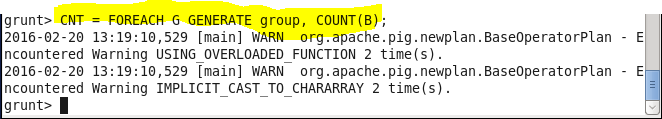 grunt> CNT = FOREACH G GENERATE group, COUNT(B);
2016-02-20 13:19:10,529 [main] WARN  org.apache.pig.newplan.BaseOperatorPlan - E
ncountered Warning USING_OVERLOADED_FUNCTION 2 time(s).
2016-02-20 13:19:10,529 [main] WARN  org.apache.pig.newplan.BaseOperatorPlan - E
ncountered Warning IMPLICIT_CAST_TO_CHARARRAY 2 time(s).
grunt>